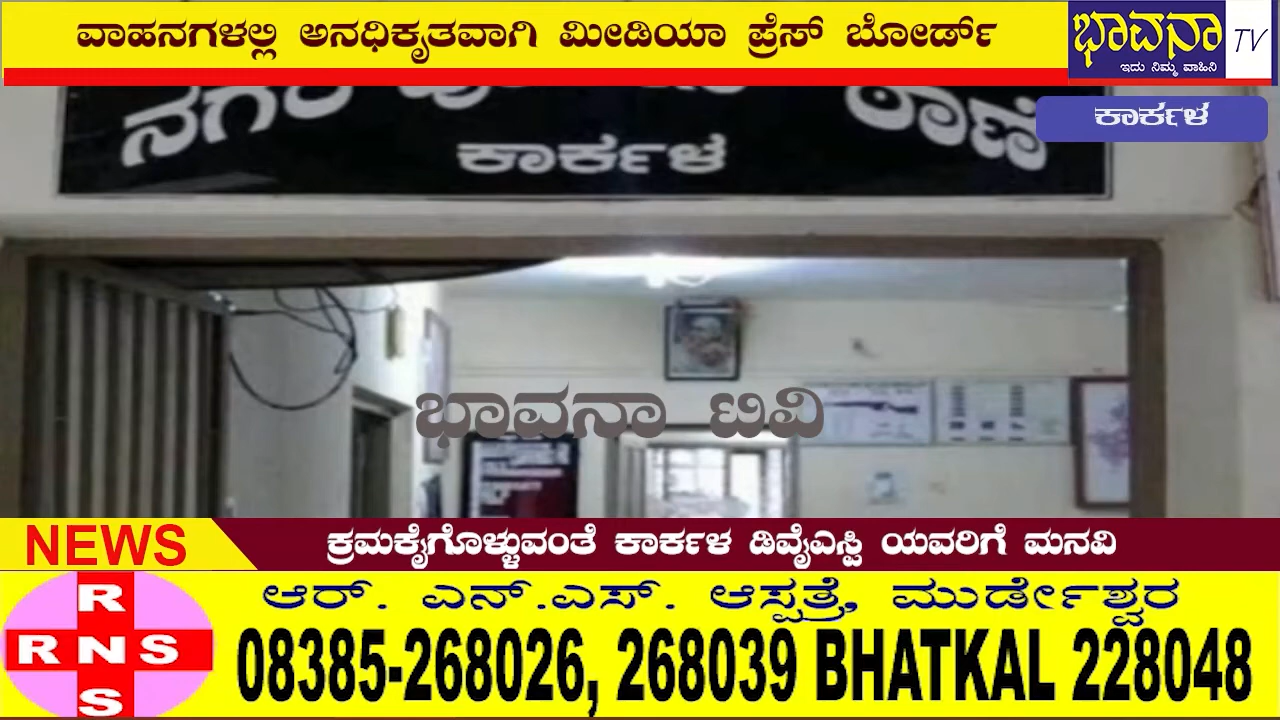 ವಾಹನಗಳಲ್ಲಿ ಅನಧಿಕೃತವಾಗಿ ಮೀಡಿಯಾ ಪ್ರೆಸ್ ಬೋರ್ಡ್
ಭಾವನಾ TV
ಇದು ನಿಮ್ಮ ವಾಹಿನಿ
ಕಾರ್ಕಳ
ನಗರ ಠಾಣೆ
ಕಾರ್ಕಳ
ಭಾವನಾ ಟಿವಿ
NEWS
ಕ್ರಮಕೈಗೊಳ್ಳುವಂತೆ ಕಾರ್ಕಳ ಡಿವೈಎಸ್ಪಿ ಯವರಿಗೆ ಮನವಿ
R
RNS
S
ಆರ್. ಎನ್.ಎಸ್. ಆಸ್ಪತ್ರೆ, ಮುರ್ಡೇಶ್ವರ
08385-268026, 268039 BHATKAL 228048